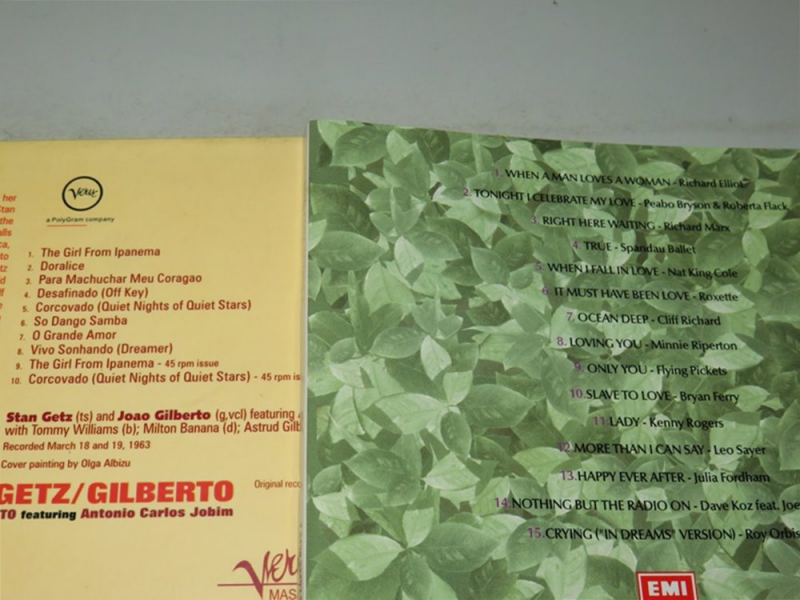 her
Stan
the
alls
ca,
to
tz
id
lf
Verve
a PolyGram company
1. The Girl From Ipanema
2. Doralice
3. Para Machuchar Meu Coragao
4. Desafinado (Off Key)
5. Corcovado (Quiet Nights of Quiet Stars)
6. So Dango Samba
7. O Grande Amor
8. Vivo Sonhando (Dreamer)
9. The Girl From Ipanema - 45 rpm issue
10. Corcovado (Quiet Nights of Quiet Stars) - 45 rpm is
Stan Getz (ts) and Joao Gilberto (g,vcl) featuring
with Tommy Williams (b); Milton Banana (d); Astrud Gilb
Recorded March 18 and 19, 1963
Cover painting by Olga Albizu
GETZ/GILBERTO
Original reco
TO featuring Antonio Carlos Jobim
Verv
MAS
1. WHEN A MAN LOVES A WOMAN - Richard Elliot
2. TONIGHT I CELEBRATE MY LOVE - Peabo Bryson & Roberta Flack
3. RIGHT HERE WAITING - Richard Marx
4. TRUE - Spandau Ballet
5. WHEN I FALL IN LOVE - Nat King Cole
6. IT MUST HAVE BEEN LOVE - Roxette
7. OCEAN DEEP - Cliff Richard
8. LOVING YOU - Minnie Riperton
9. ONLY YOU - Flying Pickets
10. SLAVE TO LOVE - Bryan Ferry
11. LADY - Kenny Rogers
12. MORE THAN I CAN SAY - Leo Sayer
13. HAPPY EVER AFTER - Julia Fordham
14. NOTHING BUT THE RADIO ON - Dave Koz feat. Joe
15. CRYING ("IN DREAMS" VERSION) - Roy Orbis
EMI